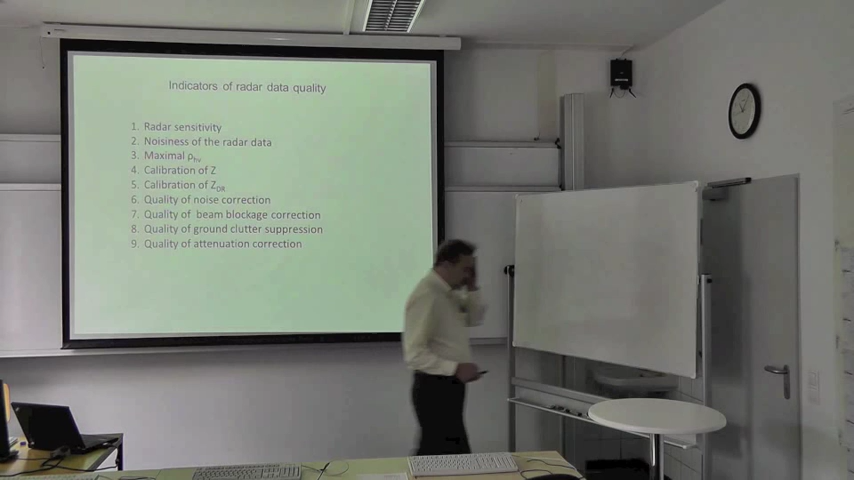 Indicators of radar data quality
1. Radar sensitivity
2. Noisiness of the radar data
3. Maximal ρhv
4. Calibration of Z
5. Calibration of ZDR
6. Quality of noise correction
7. Quality of beam blockage correction
8. Quality of ground clutter suppression
9. Quality of attenuation correction